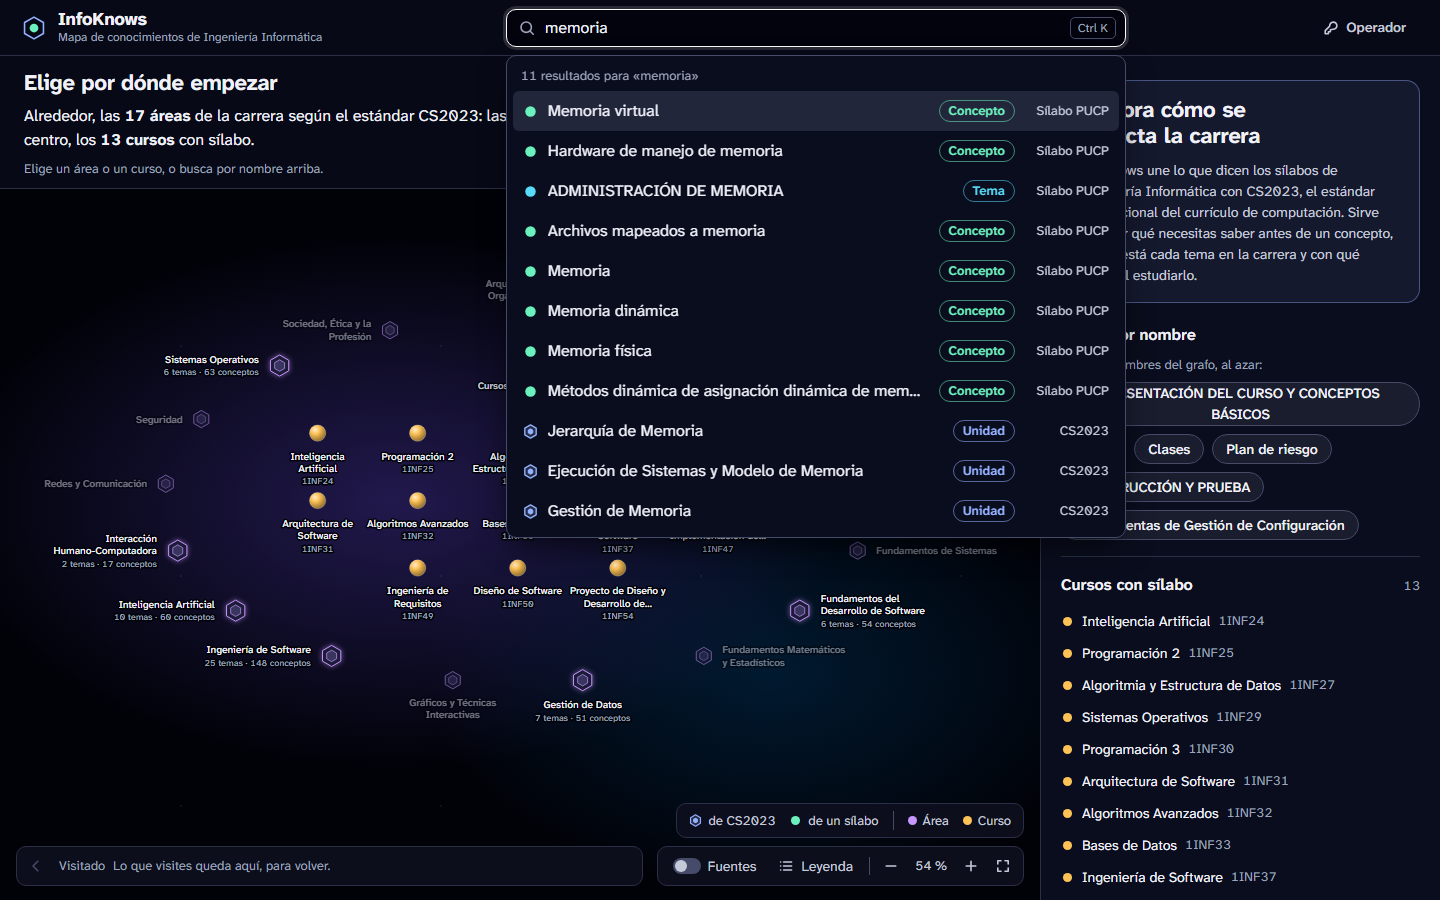 InfoKnows
Mapa de conocimientos de Ingeniería Informática
memoria
Ctrl K
Operador
Elige por dónde empezar
Alrededor, las 17 áreas de la carrera según el estándar CS2023: las
centro, los 13 cursos con sílabo.
Elige un área o un curso, o busca por nombre arriba.
11 resultados para «memoria»
Memoria virtual Concepto Sílabo PUCP
Hardware de manejo de memoria Concepto Sílabo PUCP
ADMINISTRACIÓN DE MEMORIA Tema Sílabo PUCP
Archivos mapeados a memoria Concepto Sílabo PUCP
Memoria Concepto Sílabo PUCP
Memoria dinámica Concepto Sílabo PUCP
Memoria física Concepto Sílabo PUCP
Métodos dinámica de asignación dinámica de mem... Concepto Sílabo PUCP
Jerarquía de Memoria Unidad CS2023
Ejecución de Sistemas y Modelo de Memoria Unidad CS2023
Gestión de Memoria Unidad CS2023
ora cómo se
cta la carrera
ws une lo que dicen los sílabos de
ría Informática con CS2023, el estándar
cional del currículo de computación. Sirve
r qué necesitas saber antes de un concepto,
está cada tema en la carrera y con qué
l estudiarlo.
or nombre
mbres del grafo, al azar:
SENTACIÓN DEL CURSO Y CONCEPTOS
BÁSICOS
Clases
Plan de riesgo
RUCCIÓN Y PRUEBA
entas de Gestión de Configuración
Cursos con sílabo 13
Inteligencia Artificial 1INF24
Programación 2 1INF25
Algoritmia y Estructura de Datos 1INF27
Sistemas Operativos 1INF29
Programación 3 1INF30
Arquitectura de Software 1INF31
Algoritmos Avanzados 1INF32
Bases de Datos 1INF33
Ingeniería de Software 1INF37
Arqu
Orga
Sociedad, Ética y la
Profesión
Sistemas Operativos
6 temas · 63 conceptos
Cursos
Seguridad
Inteligencia
Artificial
1INF24
Programación 2
1INF25
Algo
Estruct
Redes y Comunicación
Arquitectura de
Software
1INF31
Algoritmos Avanzados
1INF32
Base
Software
1INF37
Implementación de...
1INF47
Interacción
Humano-Computadora
2 temas · 17 conceptos
Fundamentos de Sistemas
Ingeniería de
Requisitos
1INF49
Diseño de Software
1INF50
Proyecto de Diseño y
Desarrollo de...
1INF54
Inteligencia Artificial
10 temas · 60 conceptos
Fundamentos del
Desarrollo de Software
6 temas · 54 conceptos
Ingeniería de Software
25 temas · 148 conceptos
Fundamentos Matemáticos
y Estadísticos
Gráficos y Técnicas
Interactivas
Gestión de Datos
7 temas · 51 conceptos
de CS2023
de un sílabo
Área
Curso
Visitado Lo que visites queda aquí, para volver.
Fuentes
Leyenda
54 %